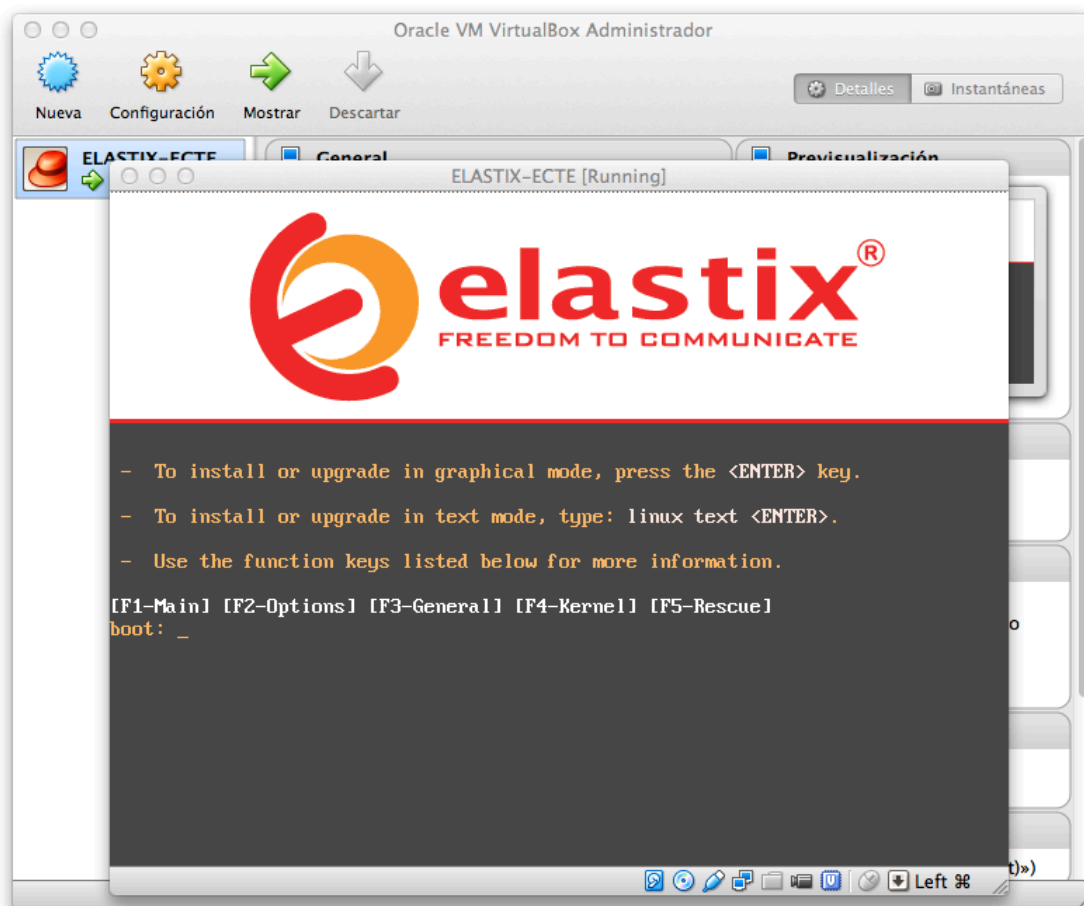 Oracle VM VirtualBox Administrador
Nueva Configuración Mostrar Descartar
Detalles Instantáneas
ELASTIX-ECTE General Previsualización
ELASTIX-ECTE [Running]
elastix®
FREEDOM TO COMMUNICATE
- To install or upgrade in graphical mode, press the <ENTER> key.
- To install or upgrade in text mode, type: linux text <ENTER>.
- Use the function keys listed below for more information.
[F1-Main] [F2-Options] [F3-General] [F4-Kernel] [F5-Rescue]
boot: _
o
t)»)
Left ⌘